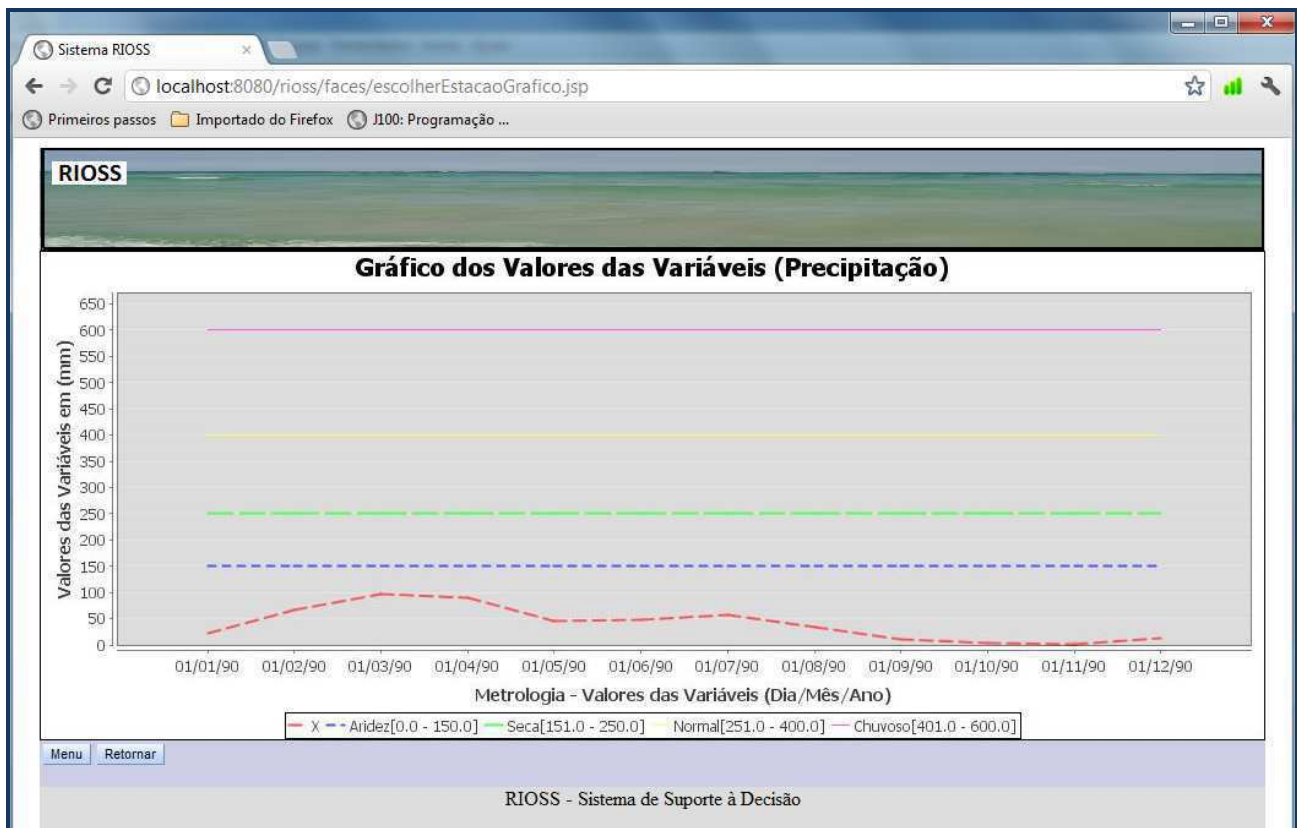 Sistema RIOSS
localhost:8080/rioss/faces/escolherEstacaoGrafico.jsp
Primeiros passos Importado do Firefox J100: Programação ...
RIOSS
Gráfico dos Valores das Variáveis (Precipitação)
Valores das Variáveis em (mm)
650
600
550
500
450
400
350
300
250
200
150
100
50
0
01/01/90 01/02/90 01/03/90 01/04/90 01/05/90 01/06/90 01/07/90 01/08/90 01/09/90 01/10/90 01/11/90 01/12/90
Metrologia - Valores das Variáveis (Dia/Mês/Ano)
X Aridez[0.0 - 150.0] Seca[151.0 - 250.0] Normal[251.0 - 400.0] Chuvoso[401.0 - 600.0]
Menu Retornar
RIOSS - Sistema de Suporte à Decisão